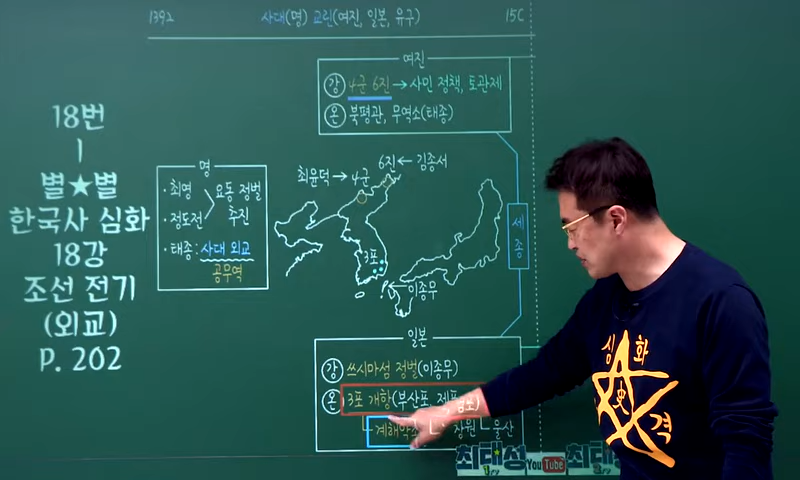 1392 사대(명) 교린(여진, 일본, 유구) 15C
여진
강 4군 6진 → 사민 정책, 토관제
온 북평관, 무역소(태종)
18번
|
별★별
한국사 심화
18강
조선 전기
(외교)
P. 202
명
· 최영
· 정도전
요동 정벌
추진
· 태종 : 사대 외교
공무역
최윤덕 → 4군
6진 ← 김종서
3포
이종무
세종
일본
강 쓰시마섬 정벌(이종무)
온 3포 개항(부산포, 제포,
계해약조
창원
울산
심화
史
격
최태성 YouTube 최태성